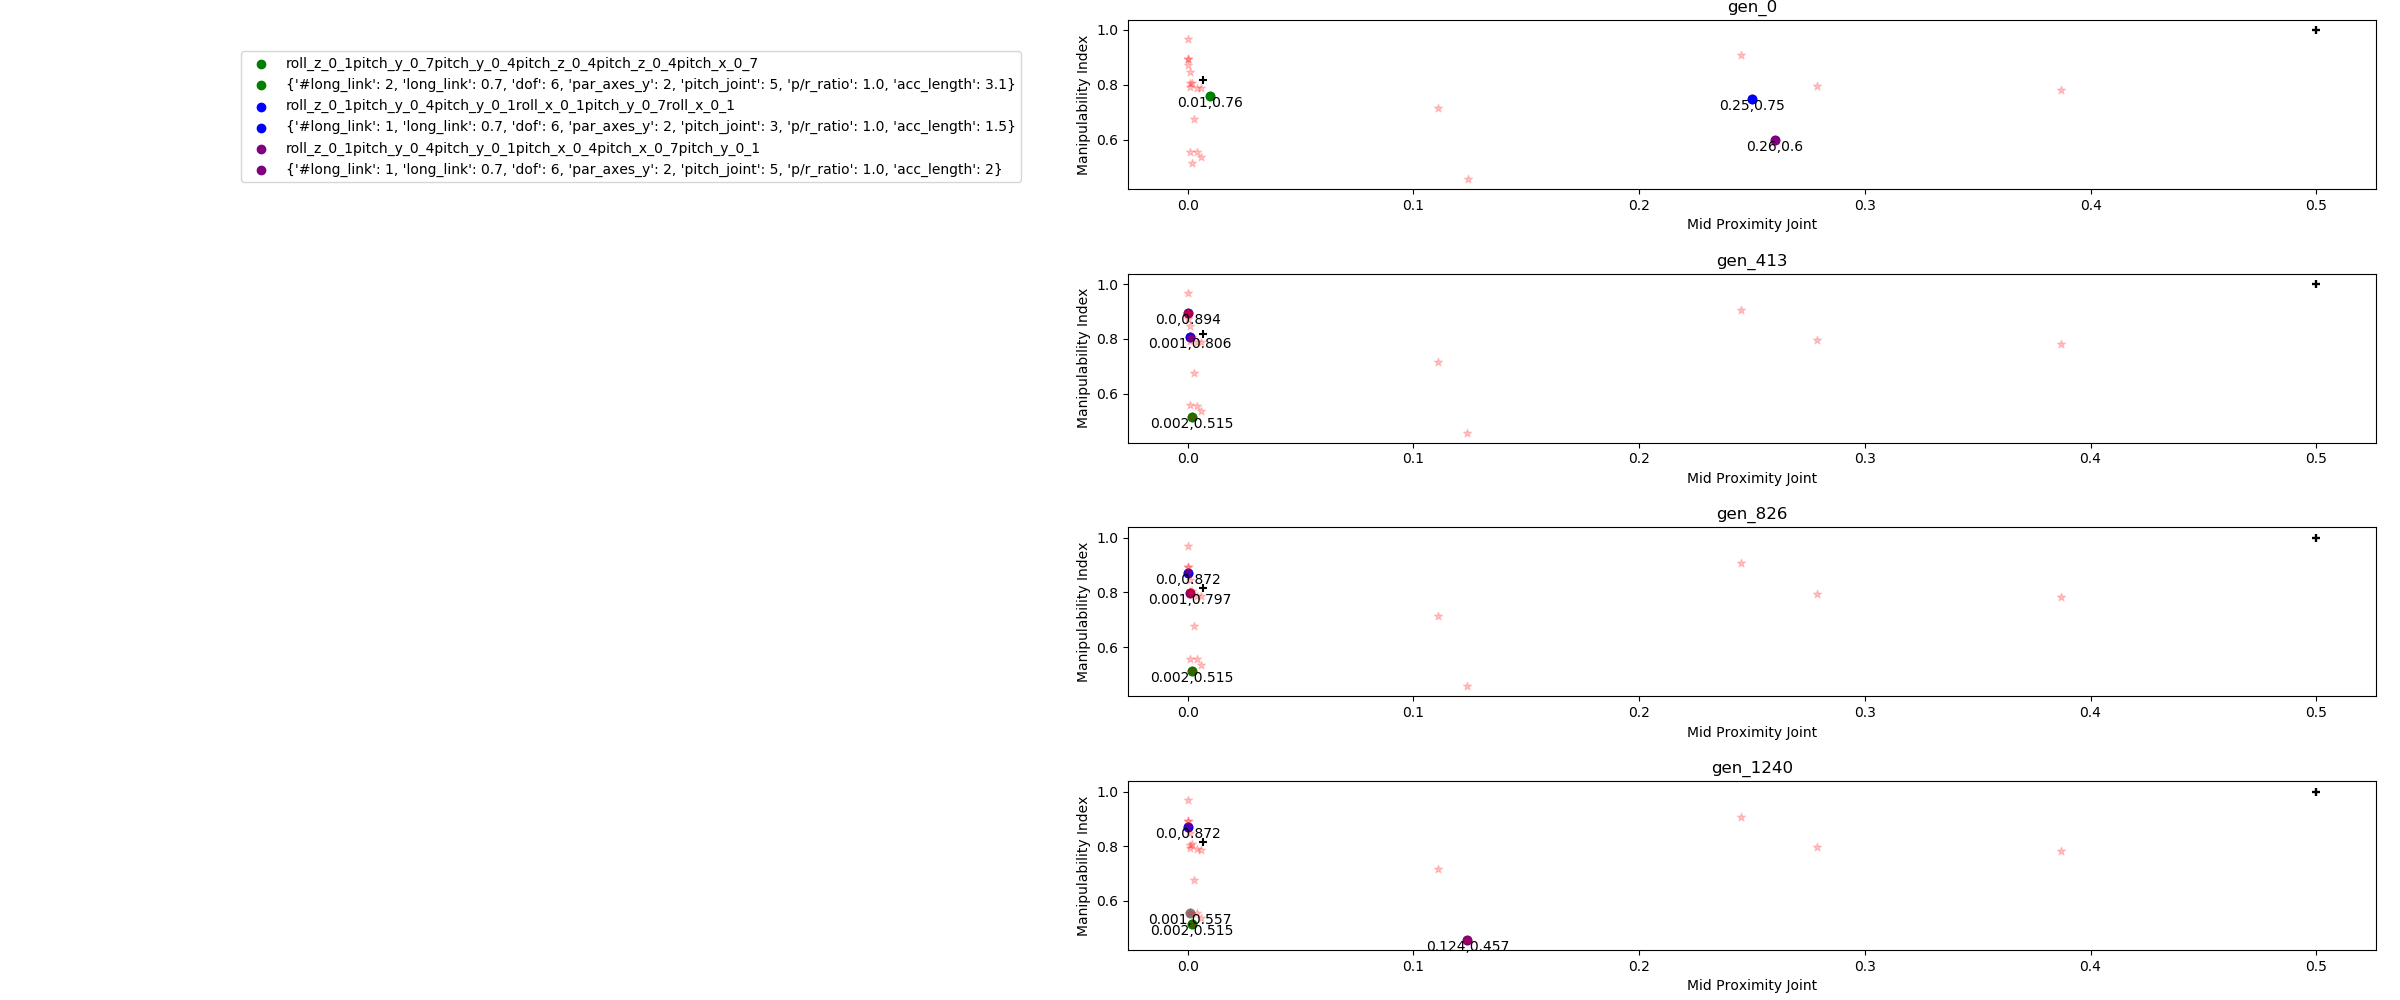 roll_z_0_1pitch_y_0_7pitch_y_0_4pitch_z_0_4pitch_z_0_4pitch_x_0_7
{'#long_link': 2, 'long_link': 0.7, 'dof': 6, 'par_axes_y': 2, 'pitch_joint': 5, 'p/r_ratio': 1.0, 'acc_length': 3.1}
roll_z_0_1pitch_y_0_4pitch_y_0_1roll_x_0_1pitch_y_0_7roll_x_0_1
{'#long_link': 1, 'long_link': 0.7, 'dof': 6, 'par_axes_y': 2, 'pitch_joint': 3, 'p/r_ratio': 1.0, 'acc_length': 1.5}
roll_z_0_1pitch_y_0_4pitch_y_0_1pitch_x_0_4pitch_x_0_7pitch_y_0_1
{'#long_link': 1, 'long_link': 0.7, 'dof': 6, 'par_axes_y': 2, 'pitch_joint': 5, 'p/r_ratio': 1.0, 'acc_length': 2}
gen_0
Manipulability Index
1.0
0.8
0.6
0.01,0.76
0.25,0.75
0.26,0.6
0.0 0.1 0.2 0.3 0.4 0.5
Mid Proximity Joint
gen_413
Manipulability Index
1.0
0.8
0.6
0.0,0.894
0.001,0.806
0.002,0.515
0.0 0.1 0.2 0.3 0.4 0.5
Mid Proximity Joint
gen_826
Manipulability Index
1.0
0.8
0.6
0.0,0.872
0.001,0.797
0.002,0.515
0.0 0.1 0.2 0.3 0.4 0.5
Mid Proximity Joint
gen_1240
Manipulability Index
1.0
0.8
0.6
0.0,0.872
0.001,0.557
0.002,0.515
0.124,0.457
0.0 0.1 0.2 0.3 0.4 0.5
Mid Proximity Joint